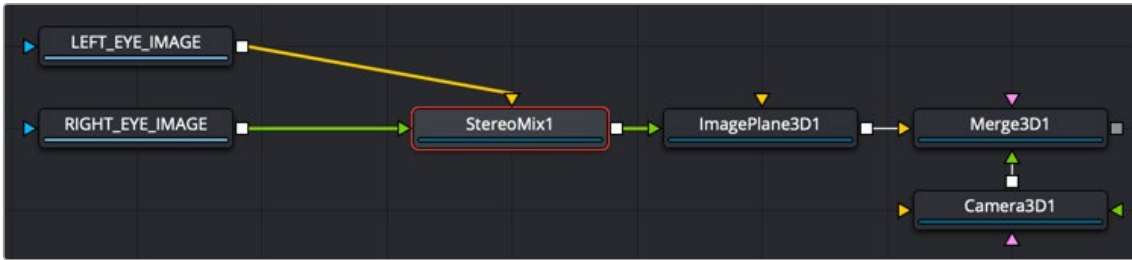 LEFT_EYE_IMAGE
RIGHT_EYE_IMAGE
StereoMix1
ImagePlane3D1
Merge3D1
Camera3D1